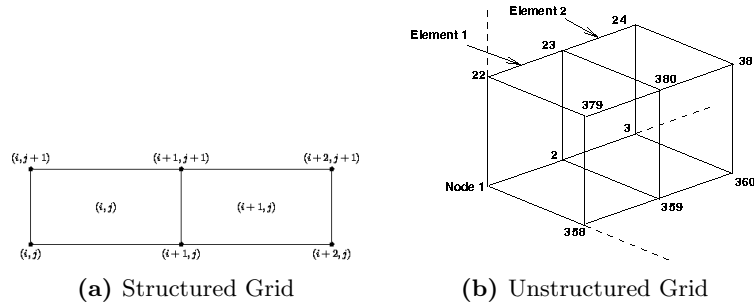 (i,j+1) (i+1,j+1) (i+2,j+1)
(i,j) (i+1,j)
(i,j) (i+1,j) (i+2,j)
(a) Structured Grid
Element 2
Element 1
24
23
22
38
380
379
3
2
Node 1
360
359
358
(b) Unstructured Grid